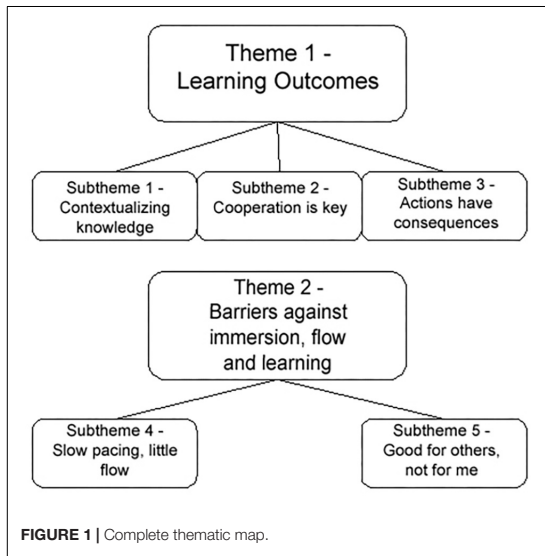 Theme 1 -
Learning Outcomes
Subtheme 1 -
Contextualizing
knowledge
Subtheme 2 -
Cooperation is key
Subtheme 3 -
Actions have
consequences
Theme 2 -
Barriers against
immersion, flow
and learning
Subtheme 4 -
Slow pacing, little
flow
Subtheme 5 -
Good for others,
not for me
FIGURE 1 | Complete thematic map.